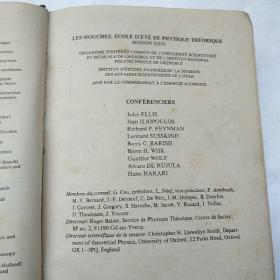 LES HOUCHES, ÉCOLE D'ÉTÉ DE PHYSIQUE THÉORIQUE
SESSION XXIX
ORGANISME D'INTÉRÊT COMMUN DE L'UNIVERSITÉ SCIENTIFIQUE
ET MÉDICALE DE GRENOBLE ET DE L'INSTITUT NATIONAL
POLYTECHNIQUE DE GRENOBLE
INSTITUT D'ÉTUDES AVANCÉES DE LA DIVISION
DES AFFAIRES SCIENTIFIQUES DE L'OTAN
AIDÉ PAR LE COMMISSARIAT À L'ÉNERGIE ATOMIQUE
CONFÉRENCIERS
John ELLIS
Jean ILIOPOULOS
Richard P. FEYNMAN
Leonard SUSSKIND
Barry C. BARISH
Bjorn H. WIIK
Gunther WOLF
Alvaro DE RÚJULA
Haim HARARI
Membres du conseil: G. Cau, président, L. Néel, vice-président, P. Averbuch,
M. Y. Bernard, J.-F. Detoeuf, C. De Witt, J.-M. Deloche, B. Dreyfus,
J. Gavoret, J. Gregory, S. Haroche, M. Jacob, Y. Rocard, J. Teillac,
D. Thoulouze, J. Yoccoz
Directeur: Roger Balian, Service de Physique Théorique, Centre de Saclay,
BP no. 2, 91190 Gif-sur Yvette
Directeur scientifique de la session: Christopher H. Llewellyn Smith, Department
of theoretical Physics, University of Oxford, 12 Parks Road, Oxford
OX 1-3PQ, England